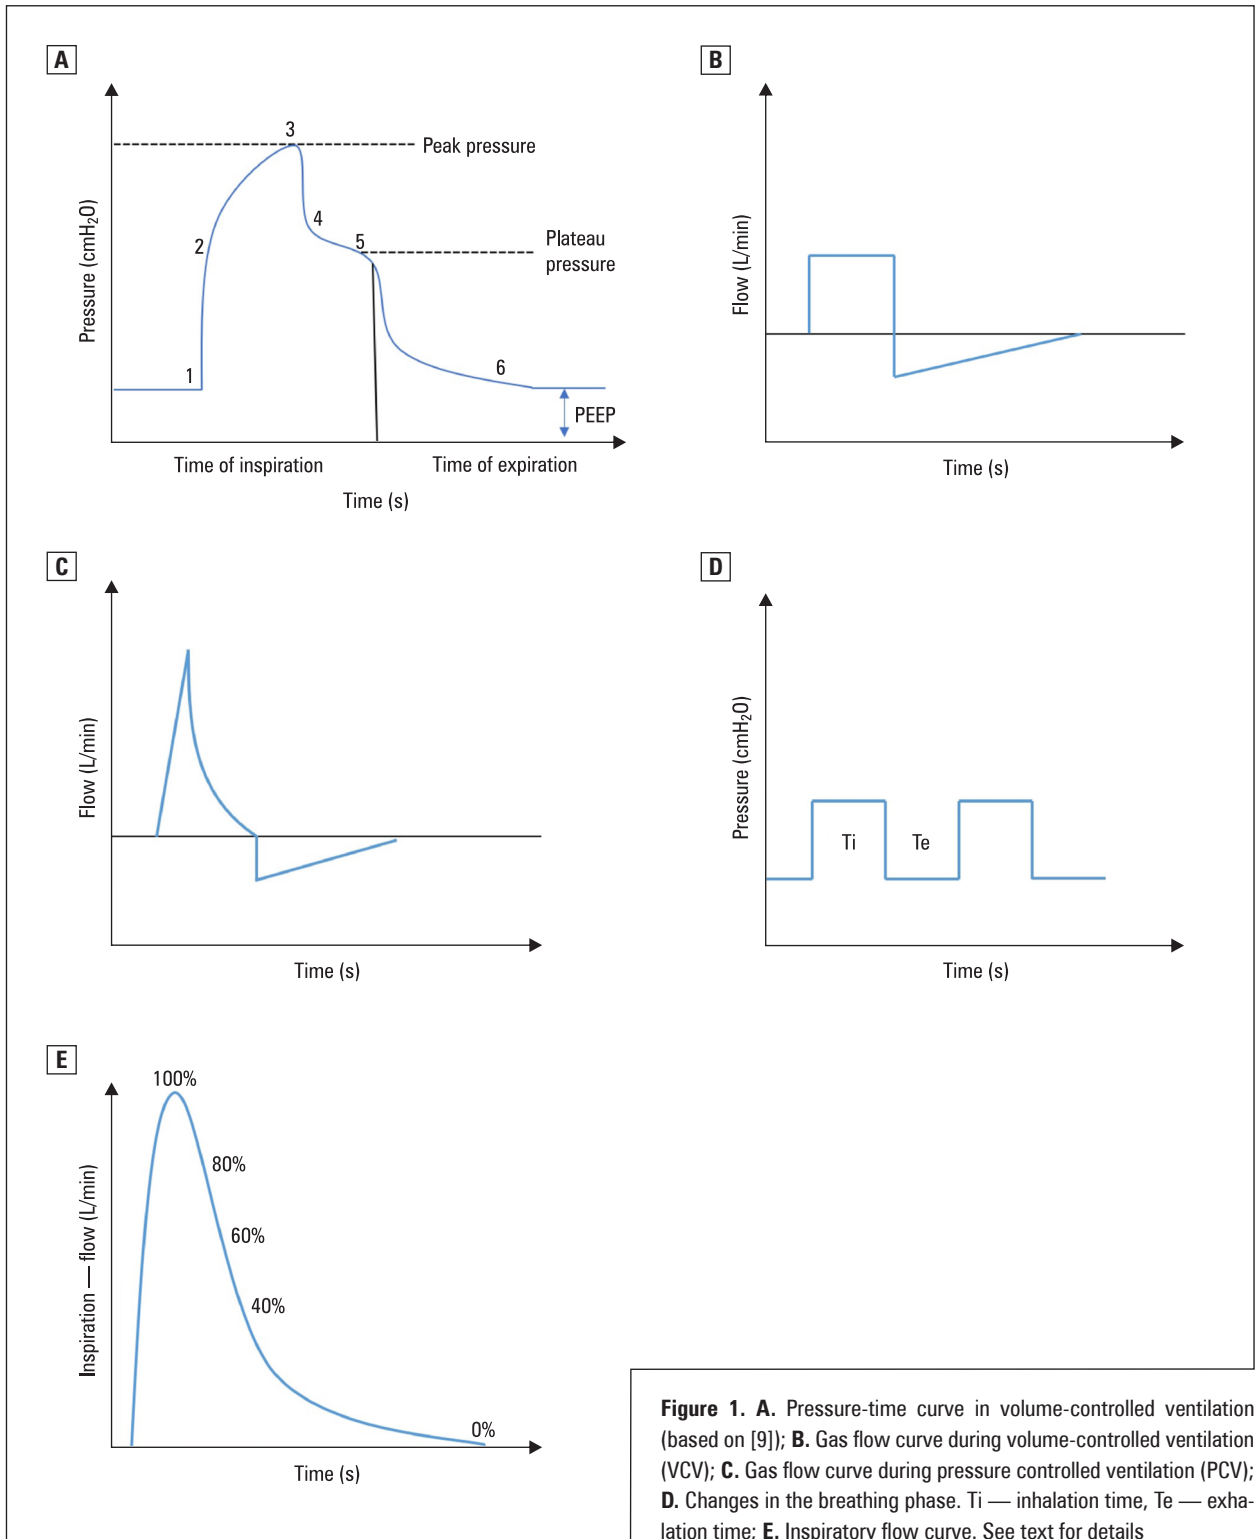 A
3
Peak pressure
4
2
5
Plateau
pressure
1
6
PEEP
Pressure (cmH₂O)
Time of inspiration
Time of expiration
Time (s)
B
Flow (L/min)
Time (s)
C
Flow (L/min)
Time (s)
D
Pressure (cmH₂O)
Ti
Te
Time (s)
E
100%
80%
60%
40%
0%
Inspiration — flow (L/min)
Time (s)
Figure 1. A. Pressure-time curve in volume-controlled ventilation
(based on [9]); B. Gas flow curve during volume-controlled ventilation
(VCV); C. Gas flow curve during pressure controlled ventilation (PCV);
D. Changes in the breathing phase. Ti — inhalation time, Te — exha-
lation time; E. Inspiratory flow curve. See text for details